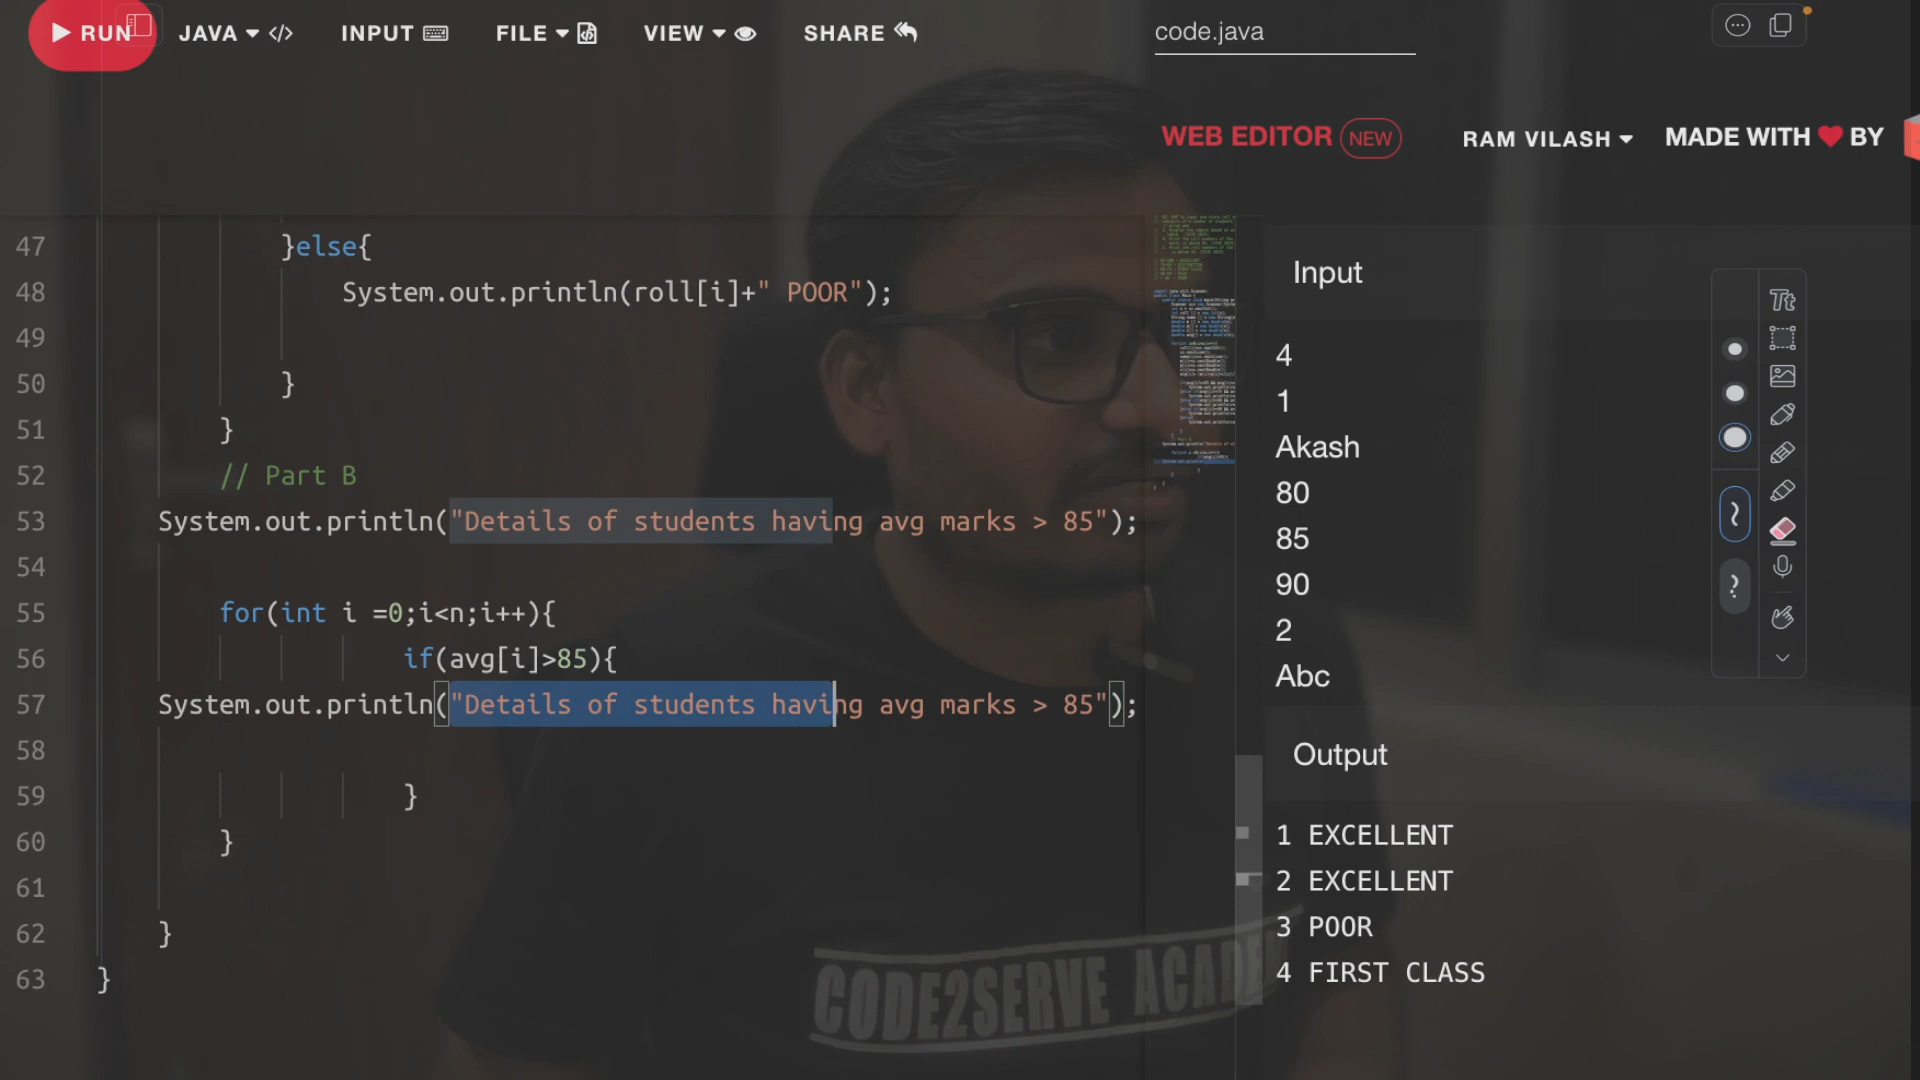 RUN JAVA </> INPUT FILE VIEW SHARE code.java
WEB EDITOR NEW RAM VILASH MADE WITH BY
47 }else{
48 System.out.println(roll[i]+" POOR");
49
50 }
51 }
52 // Part B
53 System.out.println("Details of students having avg marks > 85");
54
55 for(int i =0;i<n;i++){
56 if(avg[i]>85){
57 System.out.println("Details of students having avg marks > 85");
58
59 }
60 }
61
62 }
63 }
Input
4
1
Akash
80
85
90
2
Abc
Output
1 EXCELLENT
2 EXCELLENT
3 POOR
4 FIRST CLASS
Tt
CODE2SERVE ACADE